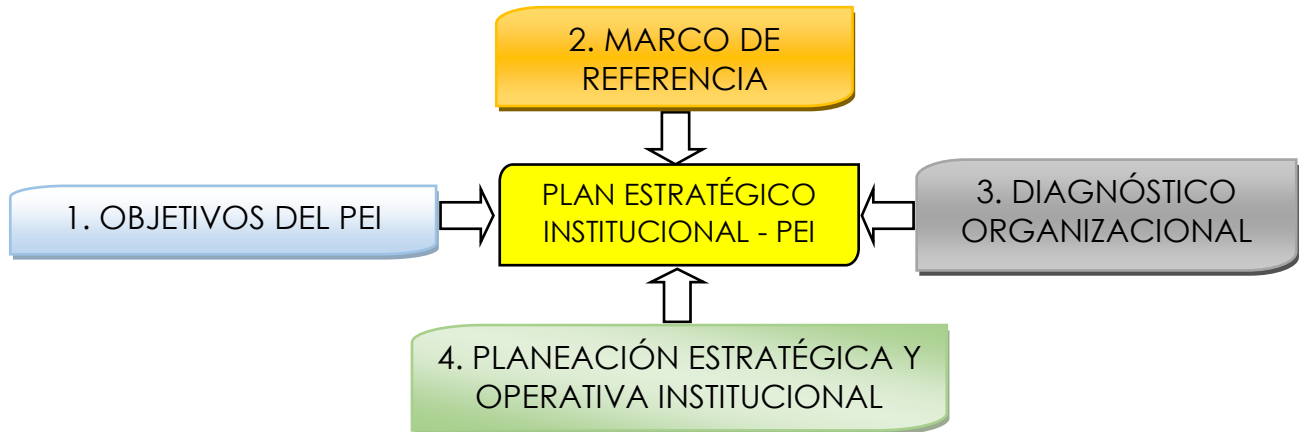 2. MARCO DE
REFERENCIA
1. OBJETIVOS DEL PEI
PLAN ESTRATÉGICO
INSTITUCIONAL - PEI
3. DIAGNÓSTICO
ORGANIZACIONAL
4. PLANEACIÓN ESTRATÉGICA Y
OPERATIVA INSTITUCIONAL